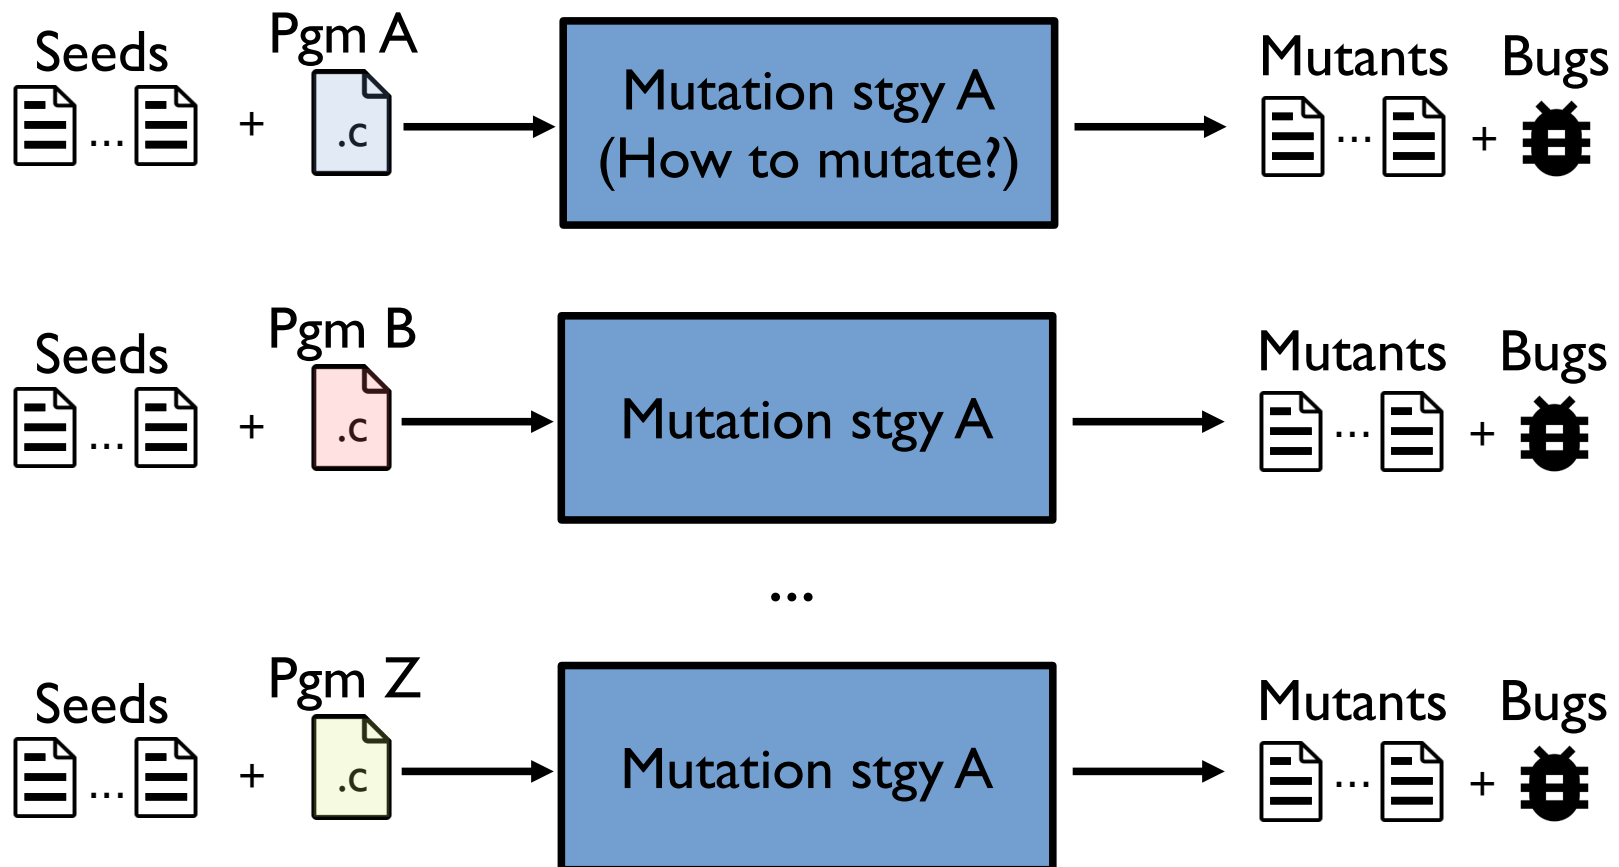 Seeds
Pgm A
Mutants
Bugs
... + .c
Mutation stgy A
(How to mutate?)
... +
Seeds
Pgm B
Mutants
Bugs
... + .c
Mutation stgy A
... +
...
Seeds
Pgm Z
Mutants
Bugs
... + .c
Mutation stgy A
... +